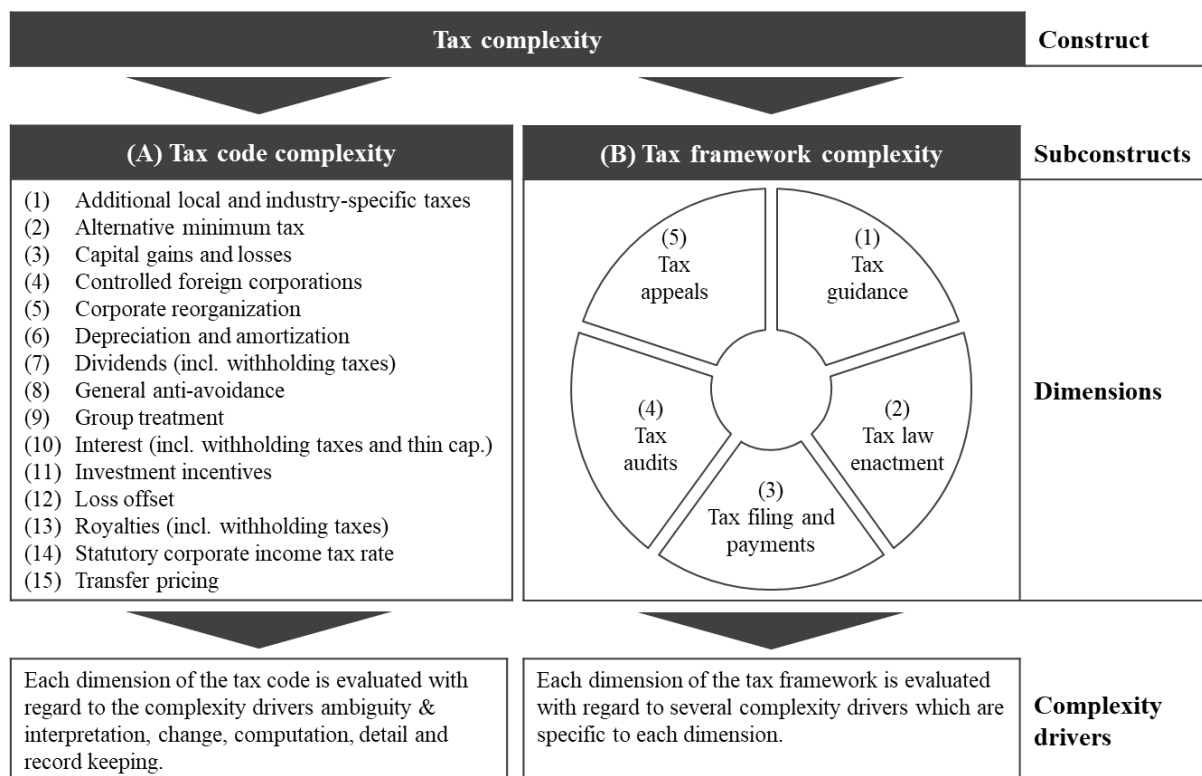 Tax complexity
Construct
(A) Tax code complexity
(B) Tax framework complexity
Subconstructs
(1) Additional local and industry-specific taxes
(2) Alternative minimum tax
(3) Capital gains and losses
(4) Controlled foreign corporations
(5) Corporate reorganization
(6) Depreciation and amortization
(7) Dividends (incl. withholding taxes)
(8) General anti-avoidance
(9) Group treatment
(10) Interest (incl. withholding taxes and thin cap.)
(11) Investment incentives
(12) Loss offset
(13) Royalties (incl. withholding taxes)
(14) Statutory corporate income tax rate
(15) Transfer pricing
(1)
Tax
guidance
(2)
Tax law
enactment
(3)
Tax filing and
payments
(4)
Tax
audits
(5)
Tax
appeals
Dimensions
Each dimension of the tax code is evaluated with
regard to the complexity drivers ambiguity &
interpretation, change, computation, detail and
record keeping.
Each dimension of the tax framework is evaluated
with regard to several complexity drivers which are
specific to each dimension.
Complexity
drivers